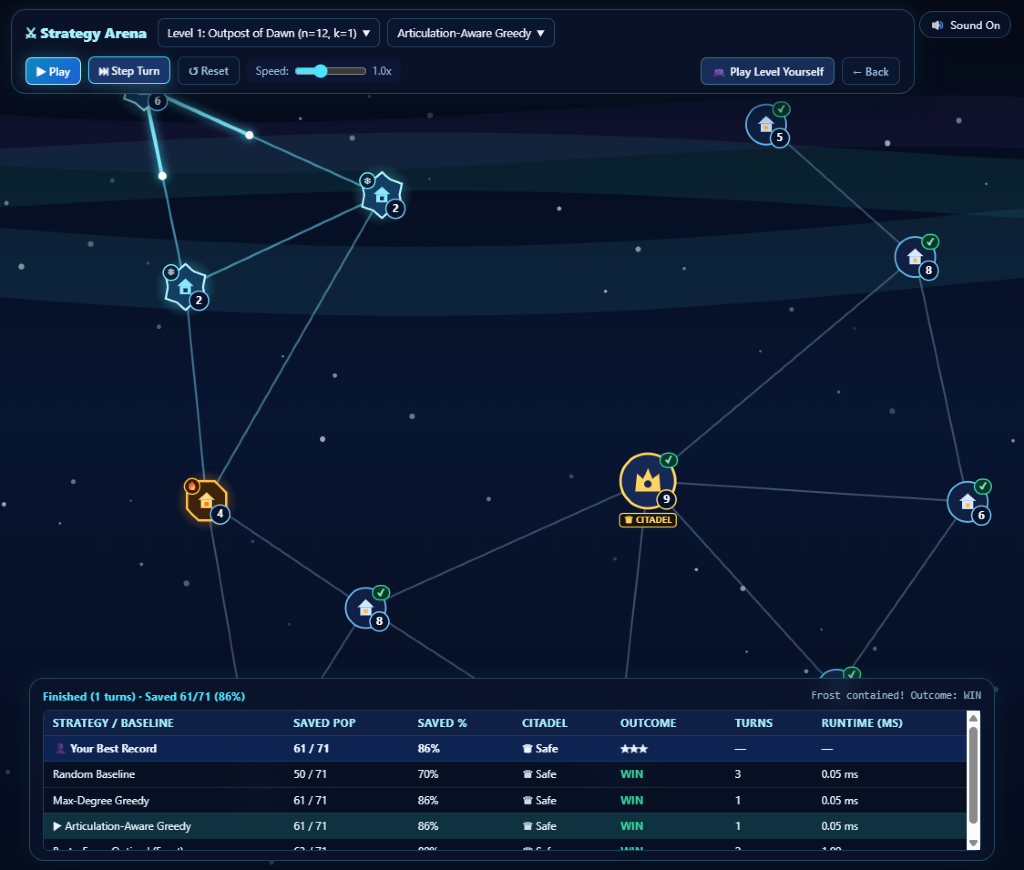 ⚔ Strategy Arena
Level 1: Outpost of Dawn (n=12, k=1) ▼
Articulation-Aware Greedy ▼
Sound On
▶ Play
⏭ Step Turn
↺ Reset
Speed:
1.0x
Play Level Yourself
← Back
6
5
2
8
2
9
CITADEL
4
6
8
Finished (1 turns) · Saved 61/71 (86%)
Frost contained! Outcome: WIN
STRATEGY / BASELINE SAVED POP SAVED % CITADEL OUTCOME TURNS RUNTIME (MS)
Your Best Record 61 / 71 86% Safe ★★★ — —
Random Baseline 50 / 71 70% Safe WIN 3 0.05 ms
Max-Degree Greedy 61 / 71 86% Safe WIN 1 0.05 ms
▶ Articulation-Aware Greedy 61 / 71 86% Safe WIN 1 0.05 ms